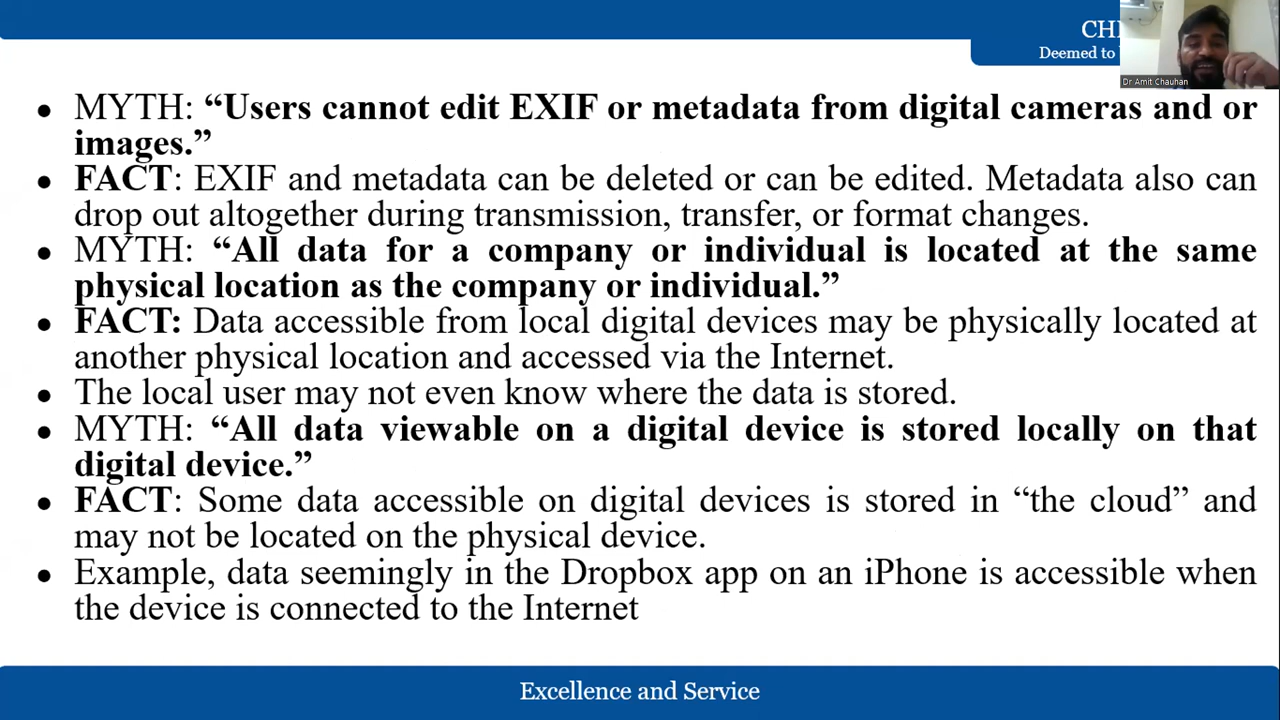 CH
Deemed to
Dr Amit Chauhan
● MYTH: “Users cannot edit EXIF or metadata from digital cameras and or
images.”
● FACT: EXIF and metadata can be deleted or can be edited. Metadata also can
drop out altogether during transmission, transfer, or format changes.
● MYTH: “All data for a company or individual is located at the same
physical location as the company or individual.”
● FACT: Data accessible from local digital devices may be physically located at
another physical location and accessed via the Internet.
● The local user may not even know where the data is stored.
● MYTH: “All data viewable on a digital device is stored locally on that
digital device.”
● FACT: Some data accessible on digital devices is stored in “the cloud” and
may not be located on the physical device.
● Example, data seemingly in the Dropbox app on an iPhone is accessible when
the device is connected to the Internet
Excellence and Service